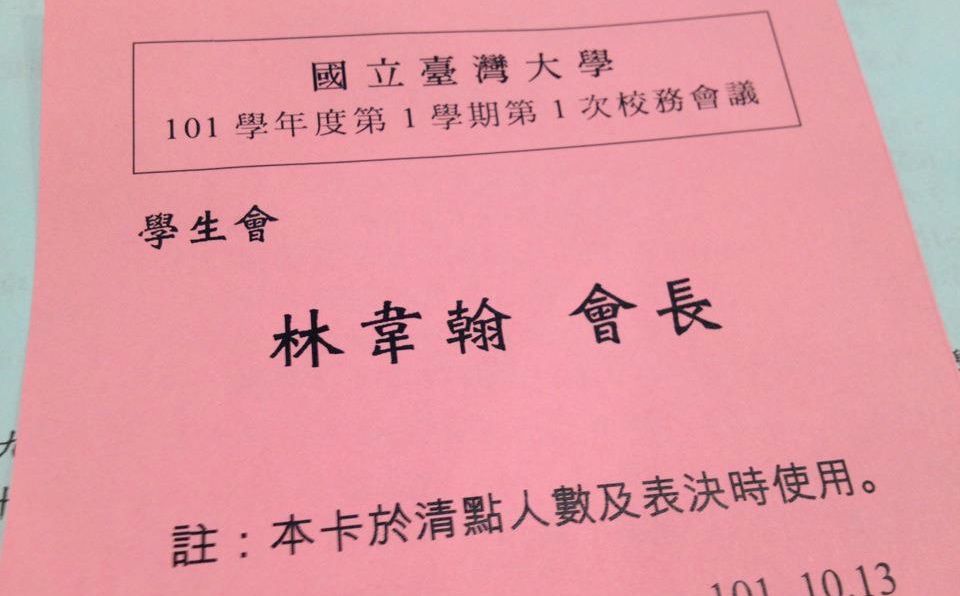 國立臺灣大學
101 學年度第 1 學期第 1 次校務會議
學生會
林韋翰 會長
註：本卡於清點人數及表決時使用。
101. 10.13